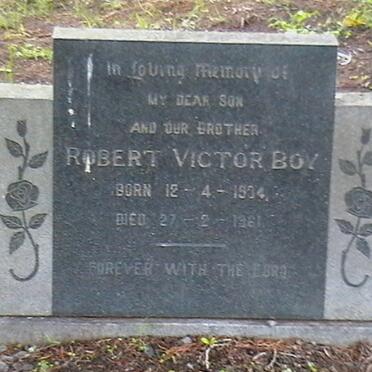 In Loving Memory of
MY DEAR SON
AND OUR BROTHER
ROBERT VICTOR BOY
BORN 12-4-1934
DIED 27-2-1961
FOREVER WITH THE LORD